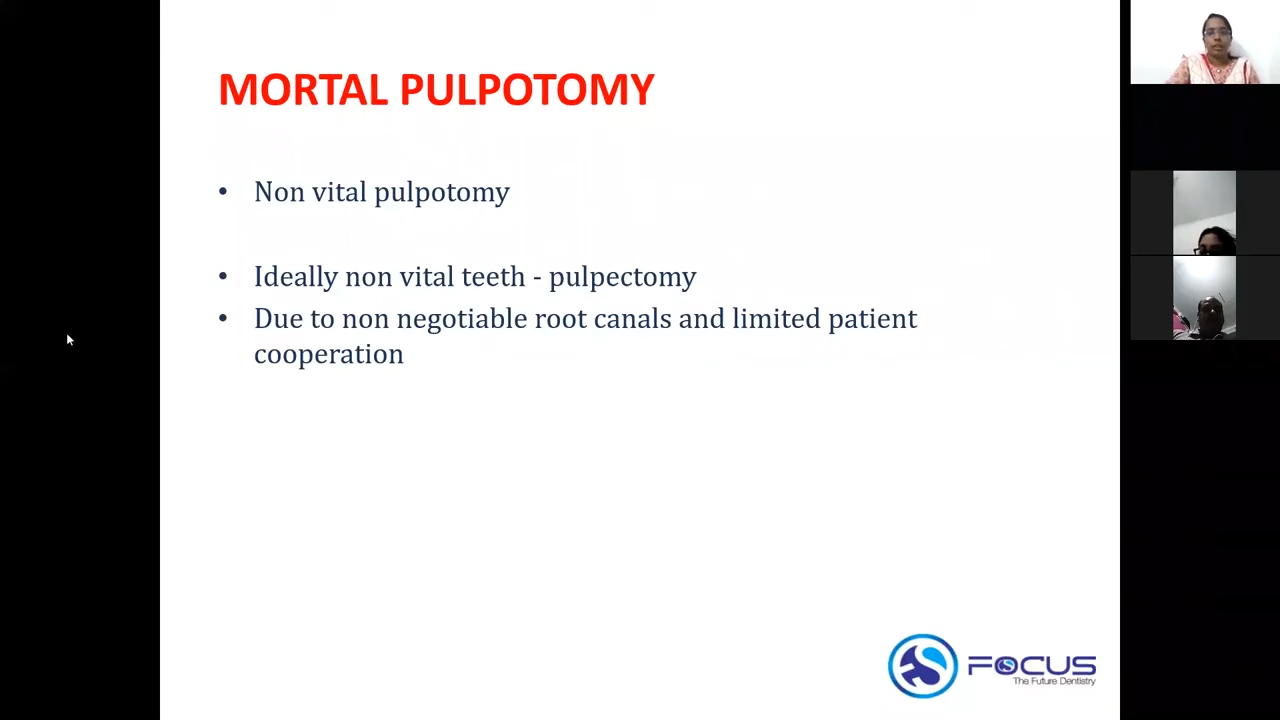 MORTAL PULPOTOMY
• Non vital pulpotomy
• Ideally non vital teeth - pulpectomy
• Due to non negotiable root canals and limited patient
cooperation
FOCUS
The Future Dentistry